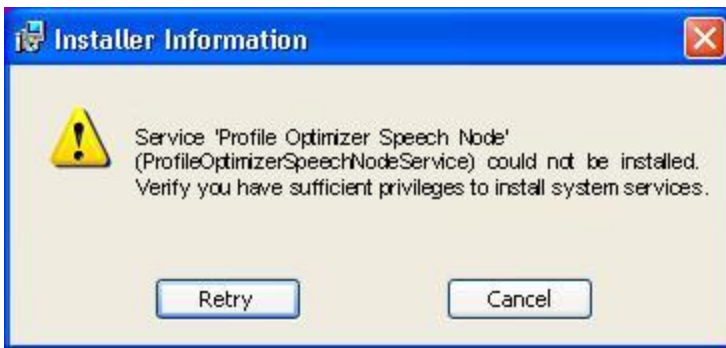 Installer Information
Service 'Profile Optimizer Speech Node'
(ProfileOptimizerSpeechNodeService) could not be installed.
Verify you have sufficient privileges to install system services.
Retry
Cancel